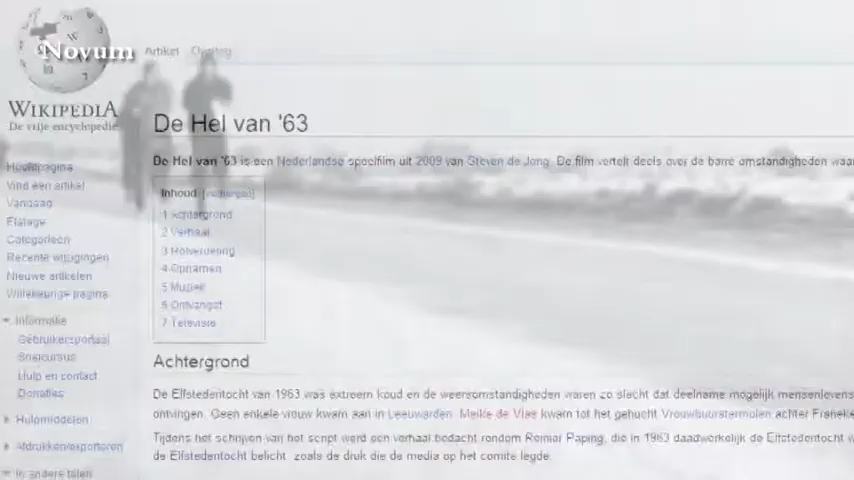 Novum
Artikel Overleg
WIKIPEDIA
De vrije encyclopedie
De Hel van '63
De Hel van '63 is een Nederlandse speelfilm uit 2009 van Steven de Jong. De film vertelt deels over de barre omstandigheden waar
Hoofdpagina
Vind een artikel
Vandaag
Etalage
Categorieën
Recente wijzigingen
Nieuwe artikelen
Willekeurige pagina
Informatie
Gebruikersportaal
Snelcursus
Hulp en contact
Donaties
Hulpmiddelen
Afdrukken/exporteren
In andere talen
Inhoud [verbergen]
1 Achtergrond
2 Verhaal
3 Rolverdeling
4 Opnamen
5 Muziek
6 Ontvangst
7 Televisie
Achtergrond
De Elfstedentocht van 1963 was extreem koud en de weersomstandigheden waren zo slecht dat deelname mogelijk mensenlevens
ontvingen. Geen enkele vrouw kwam aan in Leeuwarden. Meike de Vlas kwam tot het gehucht Vrouwbuurstermolen achter Franeke
Tijdens het schrijven van het script werd een verhaal bedacht rondom Reinier Paping, die in 1963 daadwerkelijk de Elfstedentocht w
de Elfstedentocht belicht zoals de druk die de media op het comite legde.